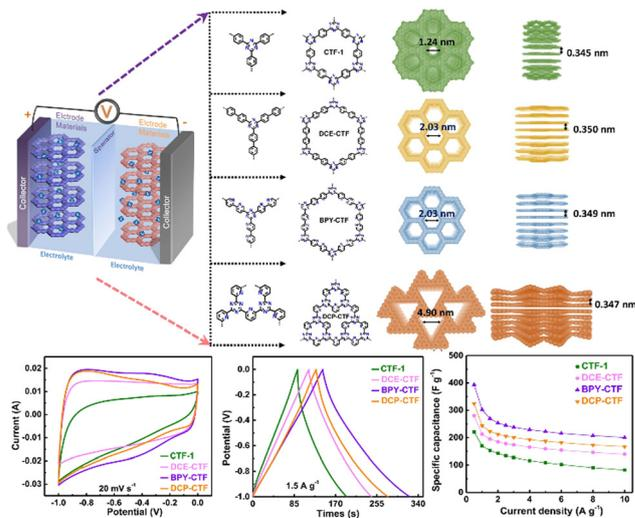 CTF-1
1.24 nm
0.345 nm
+
V
-
Elctrode
Materials
Separator
Elctrode
Materials
Collector
Collector
Electrolyte
Electrolyte
DCE-CTF
2.03 nm
0.350 nm
BPY-CTF
2.03 nm
0.349 nm
DCP-CTF
4.90 nm
0.347 nm
Current (A)
0.02
0.01
0.00
-0.01
-0.02
-0.03
CTF-1
DCE-CTF
BPY-CTF
DCP-CTF
20 mV s-1
-1.0 -0.8 -0.6 -0.4 -0.2 0.0
Potential (V)
Potential (V)
0.0
-0.2
-0.4
-0.6
-0.8
-1.0
CTF-1
DCE-CTF
BPY-CTF
DCP-CTF
1.5 A g-1
0 85 170 255 340
Times (s)
Specific capacitance (F g-1)
500
400
300
200
100
0
CTF-1
DCE-CTF
BPY-CTF
DCP-CTF
0 2 4 6 8 10
Current density (A g-1)